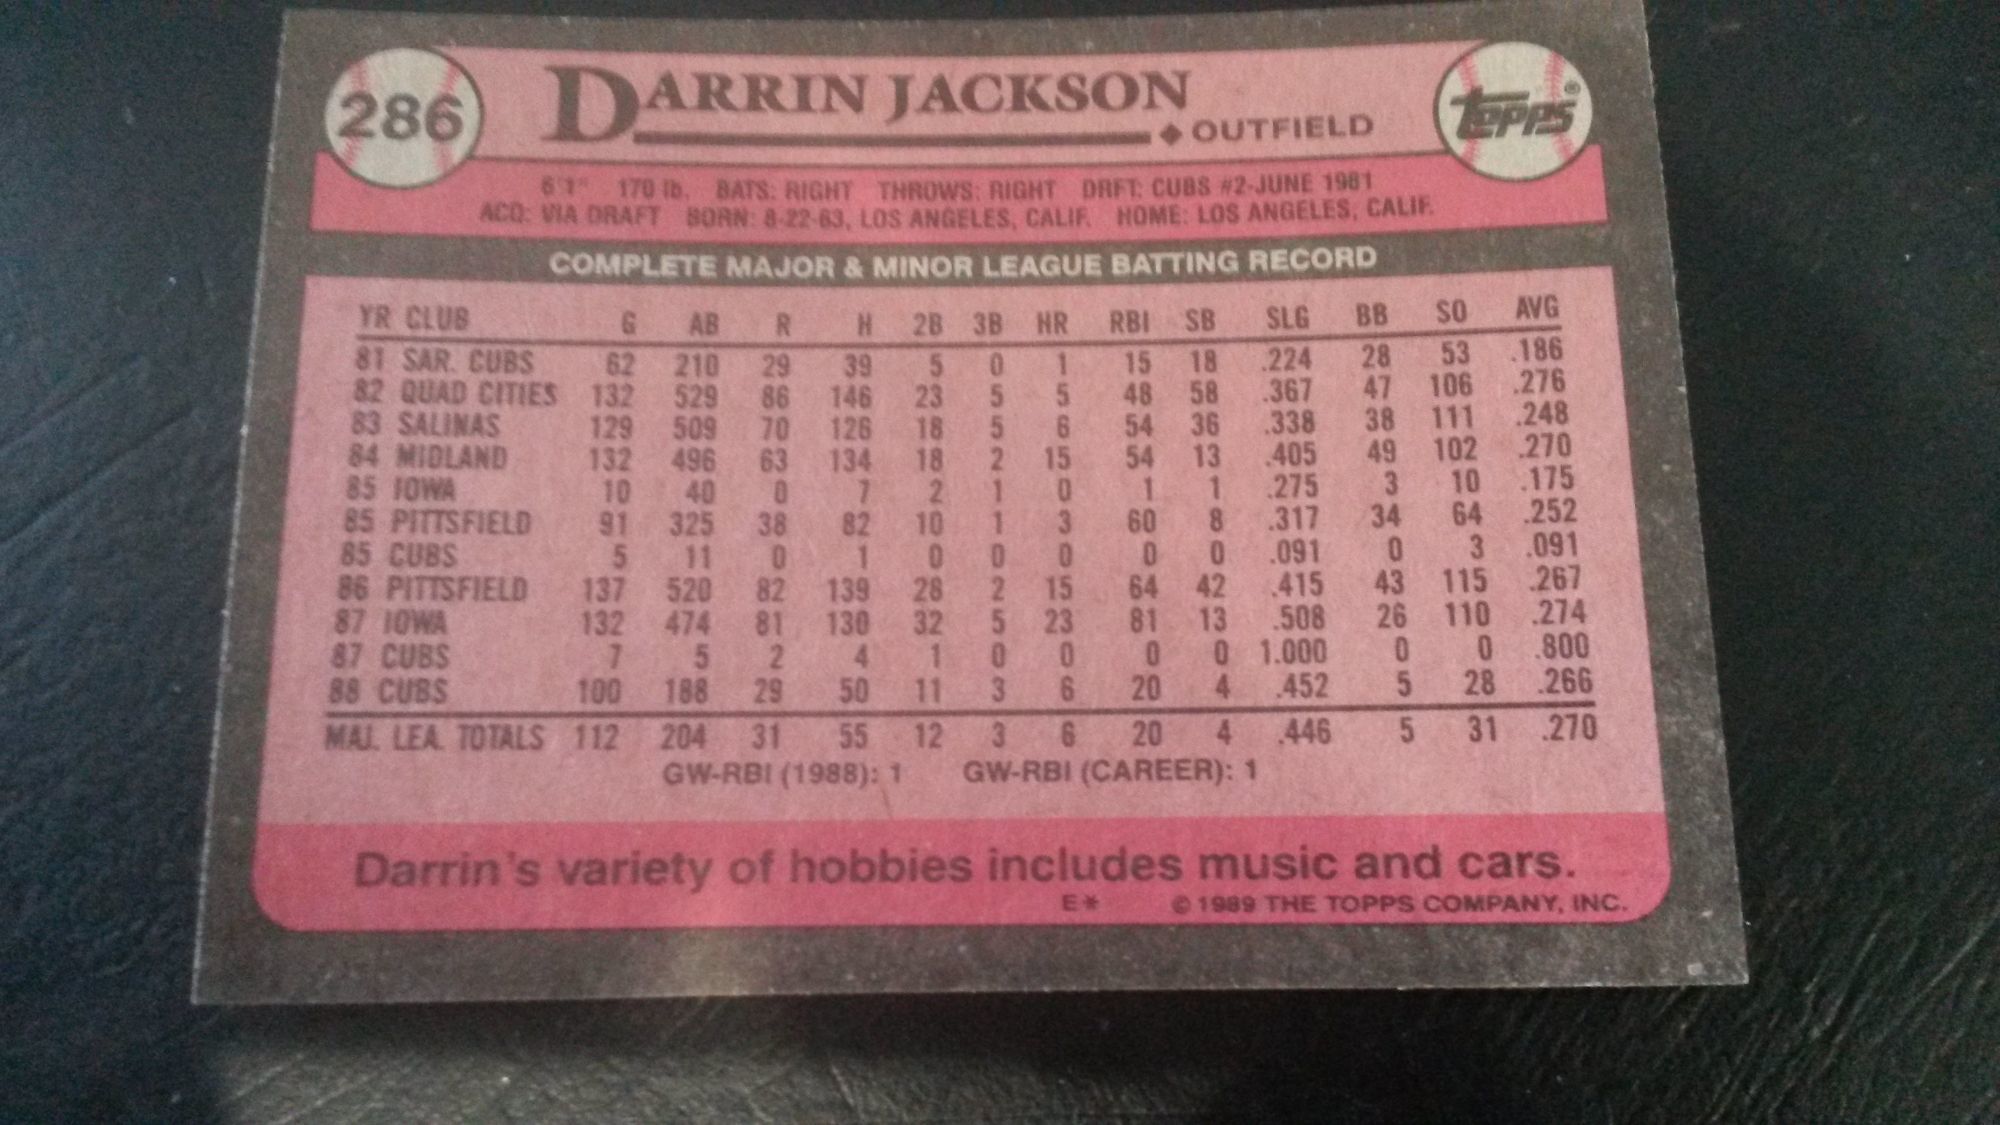 286 DARRIN JACKSON topps®
◆ OUTFIELD
6'1" 170 lb. BATS: RIGHT THROWS: RIGHT DRFT: CUBS #2-JUNE 1981
ACQ: VIA DRAFT BORN: 8-22-63, LOS ANGELES, CALIF. HOME: LOS ANGELES, CALIF.
COMPLETE MAJOR & MINOR LEAGUE BATTING RECORD
YR CLUB G AB R H 2B 3B HR RBI SB SLG BB SO AVG
81 SAR. CUBS 62 210 29 39 5 0 1 15 18 .224 28 53 .186
82 QUAD CITIES 132 529 86 146 23 5 5 48 58 .367 47 106 .276
83 SALINAS 129 509 70 126 18 5 6 54 36 .338 38 111 .248
84 MIDLAND 132 496 63 134 18 2 15 54 13 .405 49 102 .270
85 IOWA 10 40 0 7 2 1 0 1 1 .275 3 10 .175
85 PITTSFIELD 91 325 38 82 10 1 3 60 8 .317 34 64 .252
85 CUBS 5 11 0 1 0 0 0 0 0 .091 0 3 .091
86 PITTSFIELD 137 520 82 139 28 2 15 64 42 .415 43 115 .267
87 IOWA 132 474 81 130 32 5 23 81 13 .508 26 110 .274
87 CUBS 7 5 2 4 1 0 0 0 0 1.000 0 0 .800
88 CUBS 100 188 29 50 11 3 6 20 4 .452 5 28 .266
MAJ. LEA. TOTALS 112 204 31 55 12 3 6 20 4 .446 5 31 .270
GW-RBI (1988): 1 GW-RBI (CAREER): 1
Darrin's variety of hobbies includes music and cars.
E* © 1989 THE TOPPS COMPANY, INC.